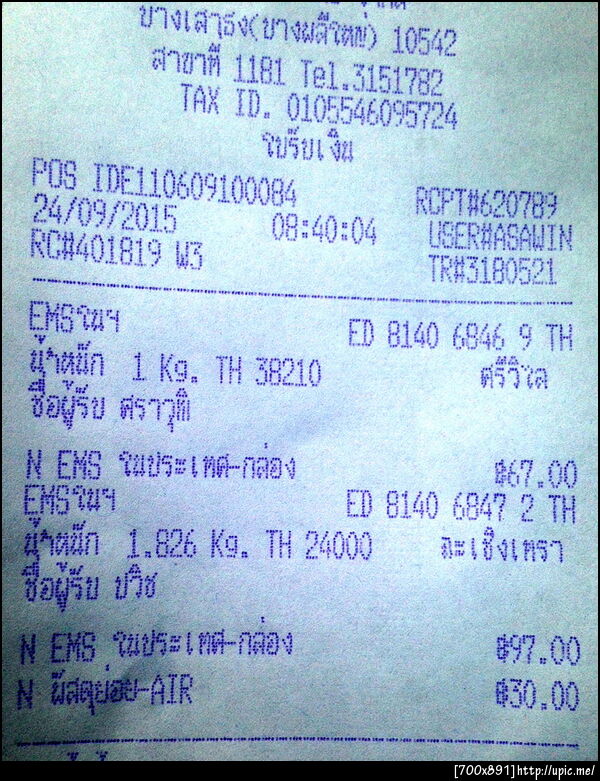 จำกัด
บางเสาธง(บางพลีใหญ่) 10542
สาขาที่ 1181 Tel.3151782
TAX ID. 0105546095724
ใบรับเงิน
POS IDE110609100084 RCPT#620789
24/09/2015 08:40:04 USER#ASAWIN
RC#401819 W3 TR#3180521
EMSในฯ ED 8140 6846 9 TH
น้ำหนัก 1 Kg. TH 38210 ศรีวิไล
ชื่อผู้รับ ศราวุฑิ
N EMS ในประเทศ-กล่อง ฿67.00
EMSในฯ ED 8140 6847 2 TH
น้ำหนัก 1.826 Kg. TH 24000 ฉะเชิงเทรา
ชื่อผู้รับ ปวิช
N EMS ในประเทศ-กล่อง ฿97.00
N พัสดุย่อย-AIR ฿30.00
[700x891]http://upic.me/